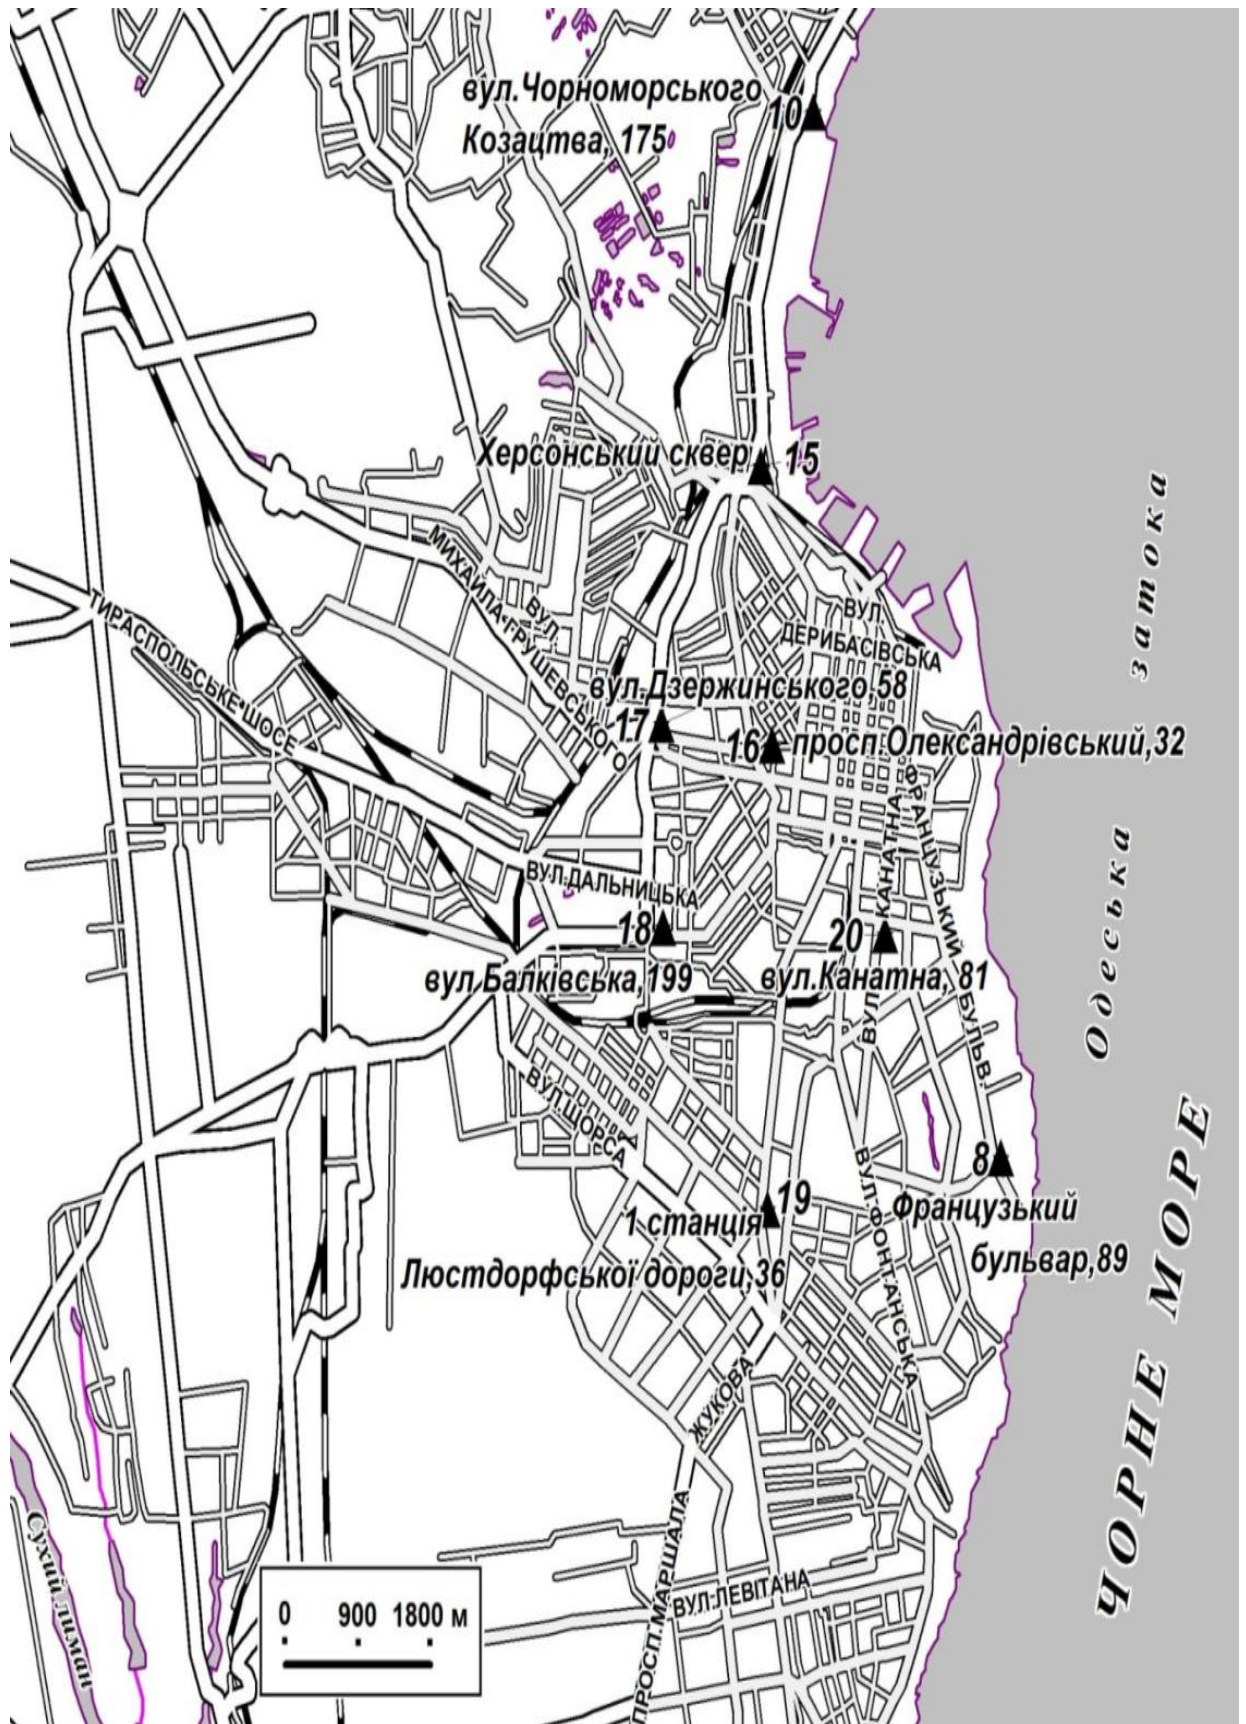 вул.Чорноморського
Козацтва, 175
10
Херсонський сквер
15
МИХАЙЛА ГРУШЕВСЬКОГО
ВУЛ.
ТИРАСПОЛЬСЬКЕ ШОСЕ
ВУЛ.
ДЕРИБАСІВСЬКА
вул.Дзержинського,58
17
16
просп.Олександрівський,32
ФРАНЦУЗЬКИЙ БУЛЬВ.
ВУЛ. КАНАТНА
ВУЛ.ДАЛЬНИЦЬКА
18
20
вул.Балківська,199
вул.Канатна, 81
ВУЛ.ШОРСА
8
Французький
бульвар,89
19
1 станція
Люстдорфської дороги,36
ВУЛ.ФОНТАНСЬКА
ПРОСП.МАРШАЛА ЖУКОВА
ВУЛ.ЛЕВІТАНА
Сухий лиман
0 900 1800 м
Одеська затока
ЧОРНЕ МОРЕ